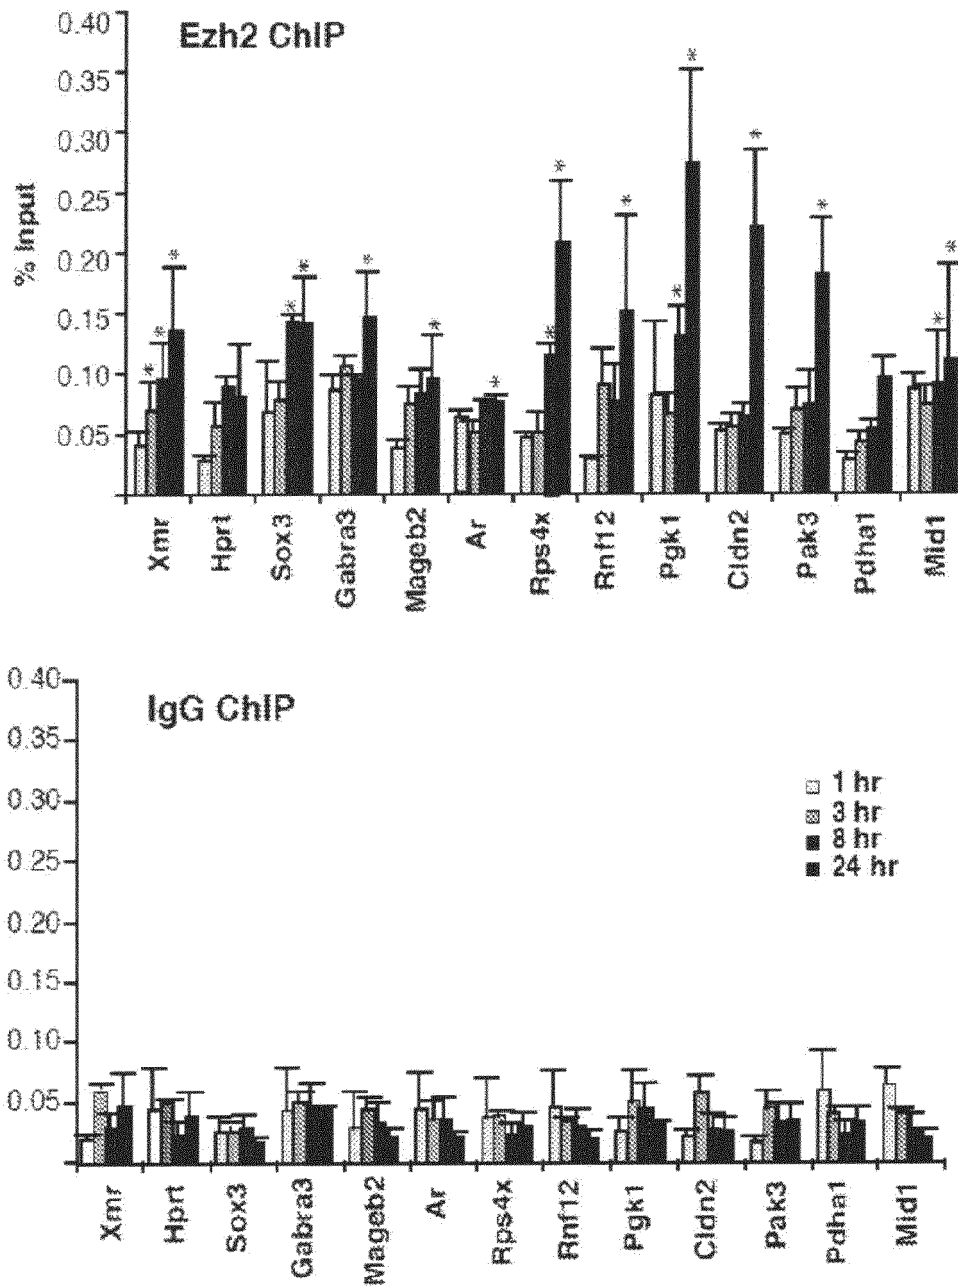 Ezh2 ChIP
% Input
0.40
0.35
0.30
0.25
0.20
0.15
0.10
0.05
Xmr
Hprt
Sox3
Gabra3
Mageb2
Ar
Rps4x
Rnf12
Pgk1
Cldn2
Pak3
Pdha1
Mid1
IgG ChIP
0.40
0.35
0.30
0.25
0.20
0.15
0.10
0.05
1 hr
3 hr
8 hr
24 hr
Xmr
Hprt
Sox3
Gabra3
Mageb2
Ar
Rps4x
Rnf12
Pgk1
Cldn2
Pak3
Pdha1
Mid1